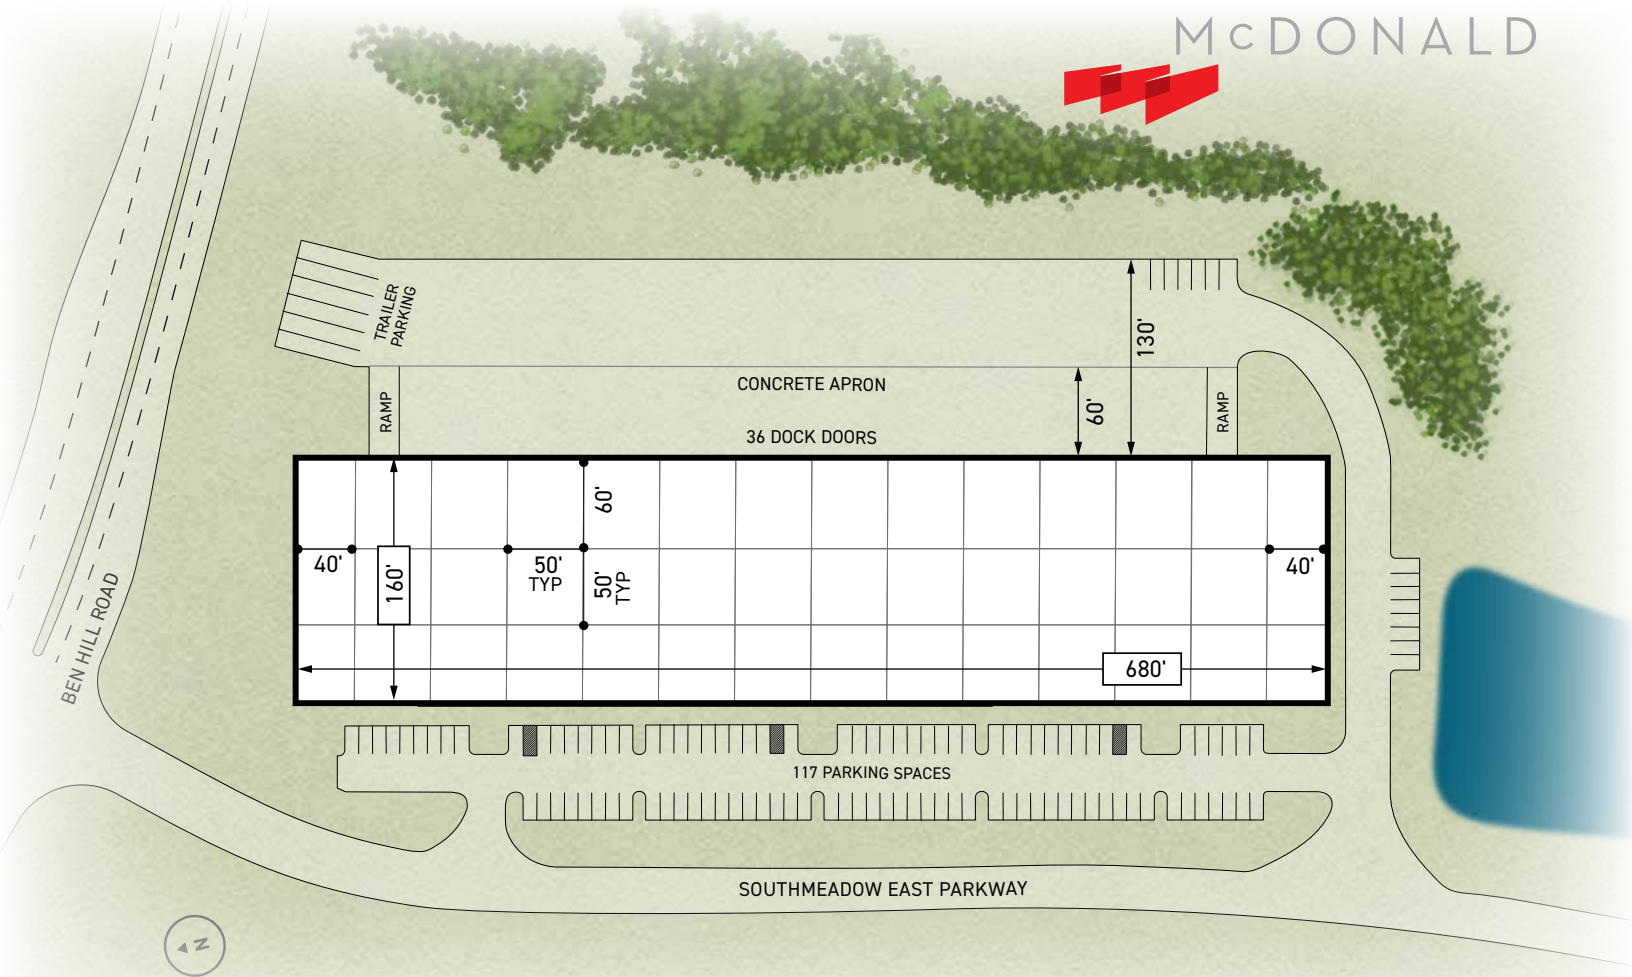 McDONALD
TRAILER
PARKING
130'
CONCRETE APRON
RAMP
60'
RAMP
36 DOCK DOORS
60'
40'
160'
50'
TYP
50'
TYP
40'
680'
BEN HILL ROAD
117 PARKING SPACES
SOUTHMEADOW EAST PARKWAY
N